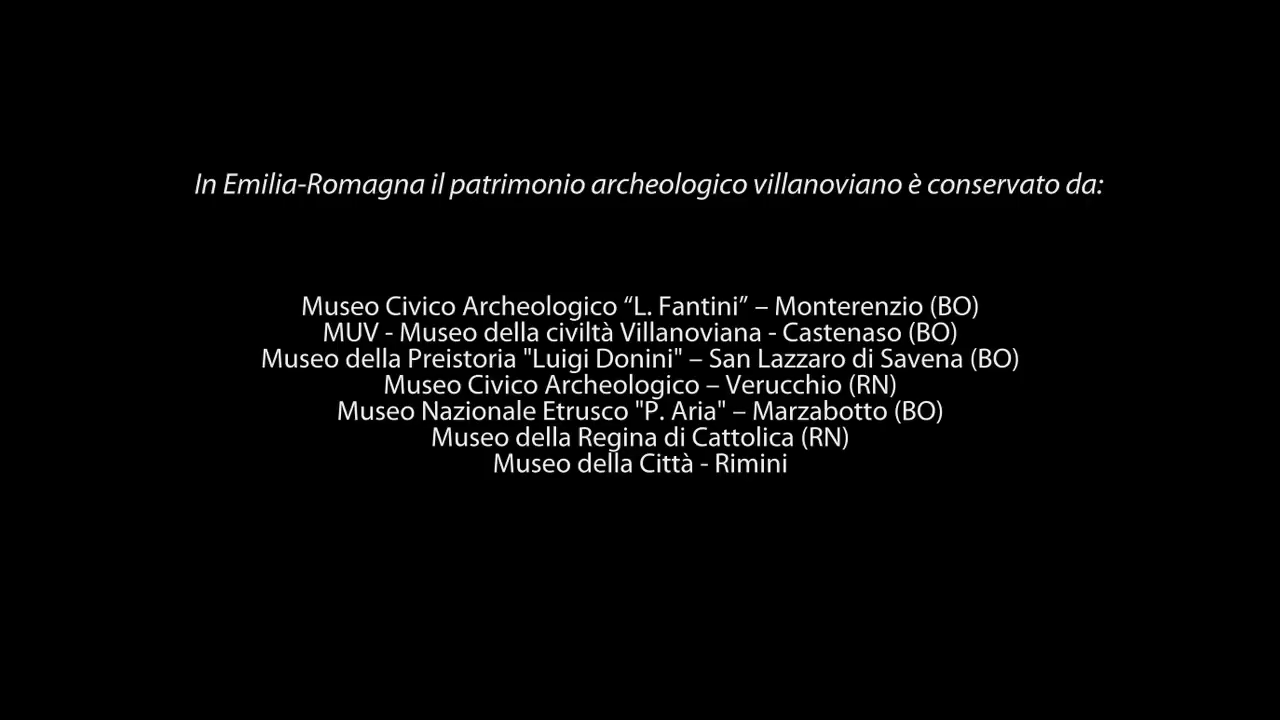 In Emilia-Romagna il patrimonio archeologico villanoviano è conservato da:
Museo Civico Archeologico “L. Fantini” – Monterenzio (BO)
MUV - Museo della civiltà Villanoviana - Castenaso (BO)
Museo della Preistoria "Luigi Donini" – San Lazzaro di Savena (BO)
Museo Civico Archeologico – Verucchio (RN)
Museo Nazionale Etrusco "P. Aria" – Marzabotto (BO)
Museo della Regina di Cattolica (RN)
Museo della Città - Rimini